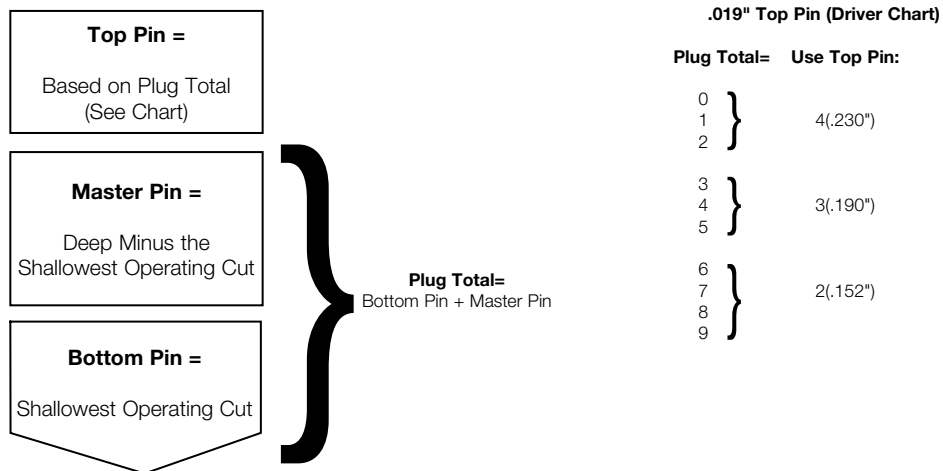 Top Pin =
Based on Plug Total
(See Chart)
Master Pin =
Deep Minus the
Shallowest Operating Cut
Bottom Pin =
Shallowest Operating Cut
Plug Total=
Bottom Pin + Master Pin
.019" Top Pin (Driver Chart)
Plug Total= Use Top Pin:
0
1
2
4(.230")
3
4
5
3(.190")
6
7
8
9
2(.152")